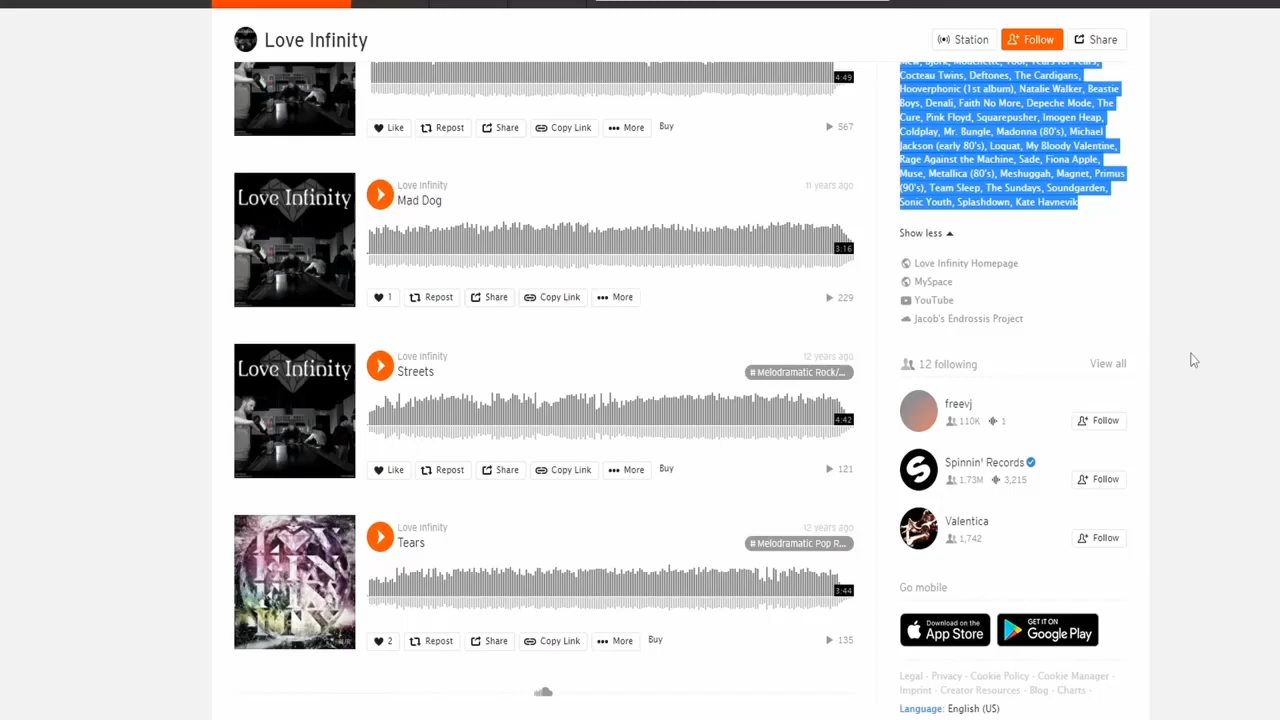 Love Infinity
Station
Follow
Share
4:49
Like
Repost
Share
Copy Link
More
Buy
567
Love Infinity
Love Infinity
11 years ago
Mad Dog
3:16
1
Repost
Share
Copy Link
More
229
Love Infinity
Love Infinity
12 years ago
Streets
# Melodramatic Rock/...
4:42
Like
Repost
Share
Copy Link
More
Buy
121
Love Infinity
12 years ago
Tears
# Melodramatic Pop R...
3:44
2
Repost
Share
Copy Link
More
Buy
135
Cocteau Twins, Deftones, The Cardigans,
Hooverphonic (1st album), Natalie Walker, Beastie
Boys, Denali, Faith No More, Depeche Mode, The
Cure, Pink Floyd, Squarepusher, Imogen Heap,
Coldplay, Mr. Bungle, Madonna (80's), Michael
Jackson (early 80's), Loquat, My Bloody Valentine,
Rage Against the Machine, Sade, Fiona Apple,
Muse, Metallica (80's), Meshuggah, Magnet, Primus
(90's), Team Sleep, The Sundays, Soundgarden,
Sonic Youth, Splashdown, Kate Havnevik
Show less
Love Infinity Homepage
MySpace
YouTube
Jacob's Endrossis Project
12 following
View all
freevj
110K 1
Follow
Spinnin' Records
1.73M 3,215
Follow
Valentica
1,742
Follow
Go mobile
Download on the
App Store
GET IT ON
Google Play
Legal - Privacy - Cookie Policy - Cookie Manager -
Imprint - Creator Resources - Blog - Charts -
Language: English (US)